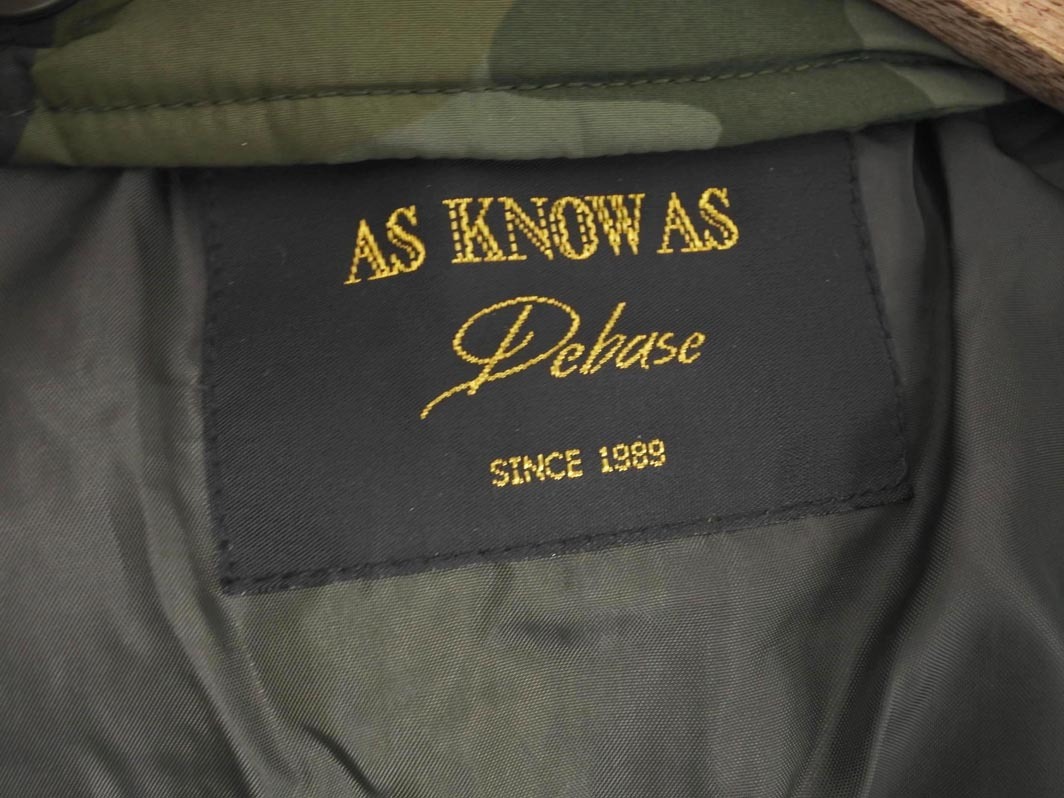 AS KNOW AS
Debase
SINCE 1989